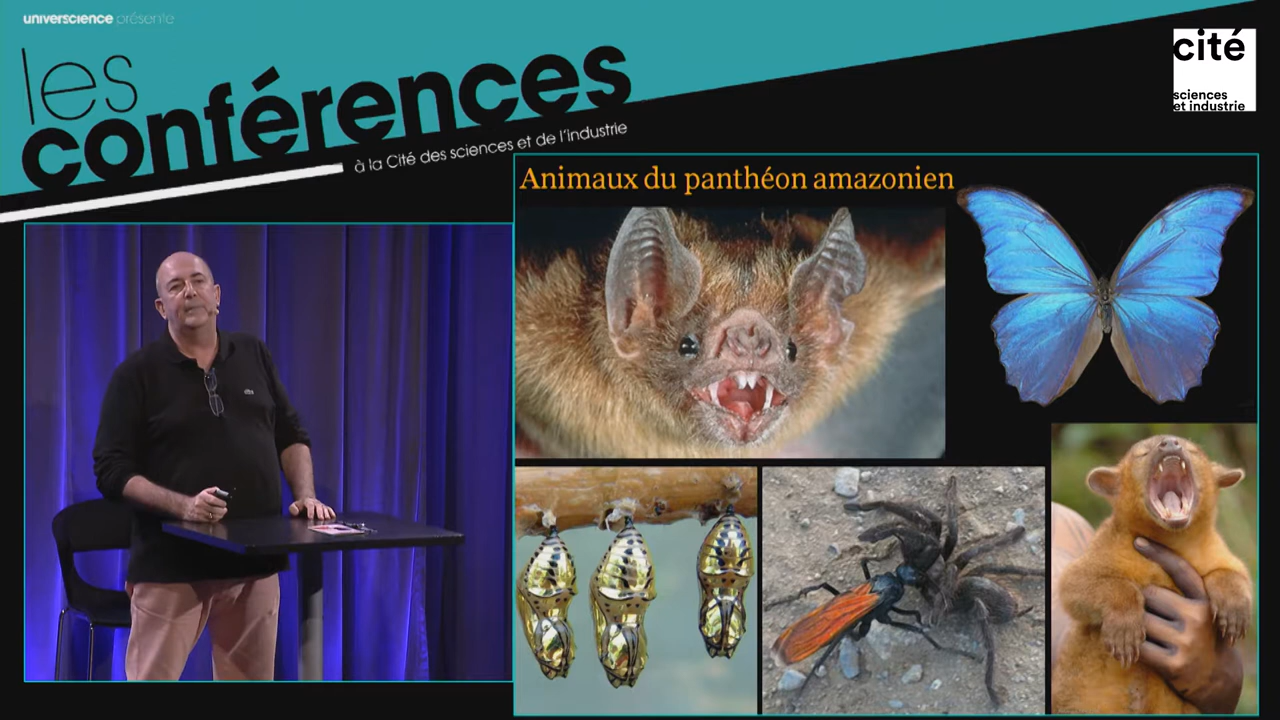 universcience présente
les
conférences
à la Cité des sciences et de l'industrie
cité
sciences
et industrie
Animaux du panthéon amazonien